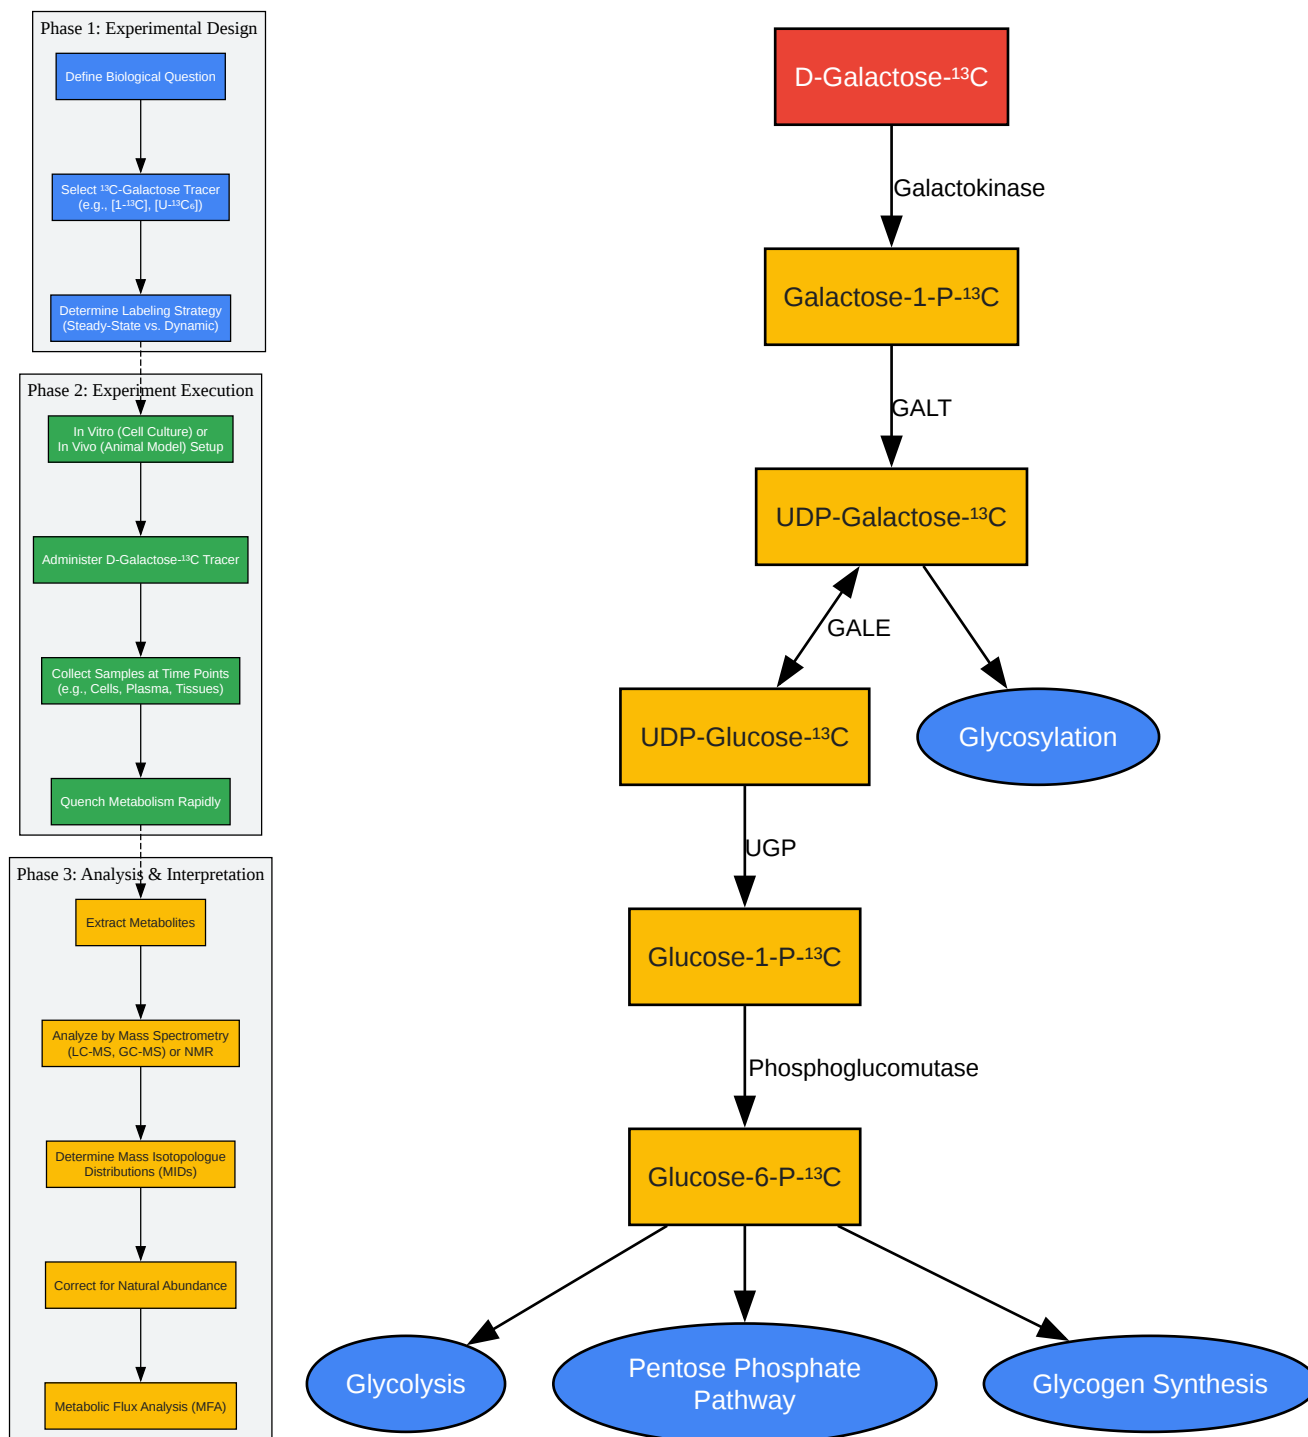 Phase 1: Experimental Design
Define Biological Question
Select ¹³C-Galactose Tracer
(e.g., [1-¹³C], [U-¹³C₆])
Determine Labeling Strategy
(Steady-State vs. Dynamic)
Phase 2: Experiment Execution
In Vitro (Cell Culture) or
In Vivo (Animal Model) Setup
Administer D-Galactose-¹³C Tracer
Collect Samples at Time Points
(e.g., Cells, Plasma, Tissues)
Quench Metabolism Rapidly
Phase 3: Analysis & Interpretation
Extract Metabolites
Analyze by Mass Spectrometry
(LC-MS, GC-MS) or NMR
Determine Mass Isotopologue
Distributions (MIDs)
Correct for Natural Abundance
Metabolic Flux Analysis (MFA)
D-Galactose-¹³C
Galactokinase
Galactose-1-P-¹³C
GALT
UDP-Galactose-¹³C
GALE
UDP-Glucose-¹³C
Glycosylation
UGP
Glucose-1-P-¹³C
Phosphoglucomutase
Glucose-6-P-¹³C
Glycolysis
Pentose Phosphate
Pathway
Glycogen Synthesis